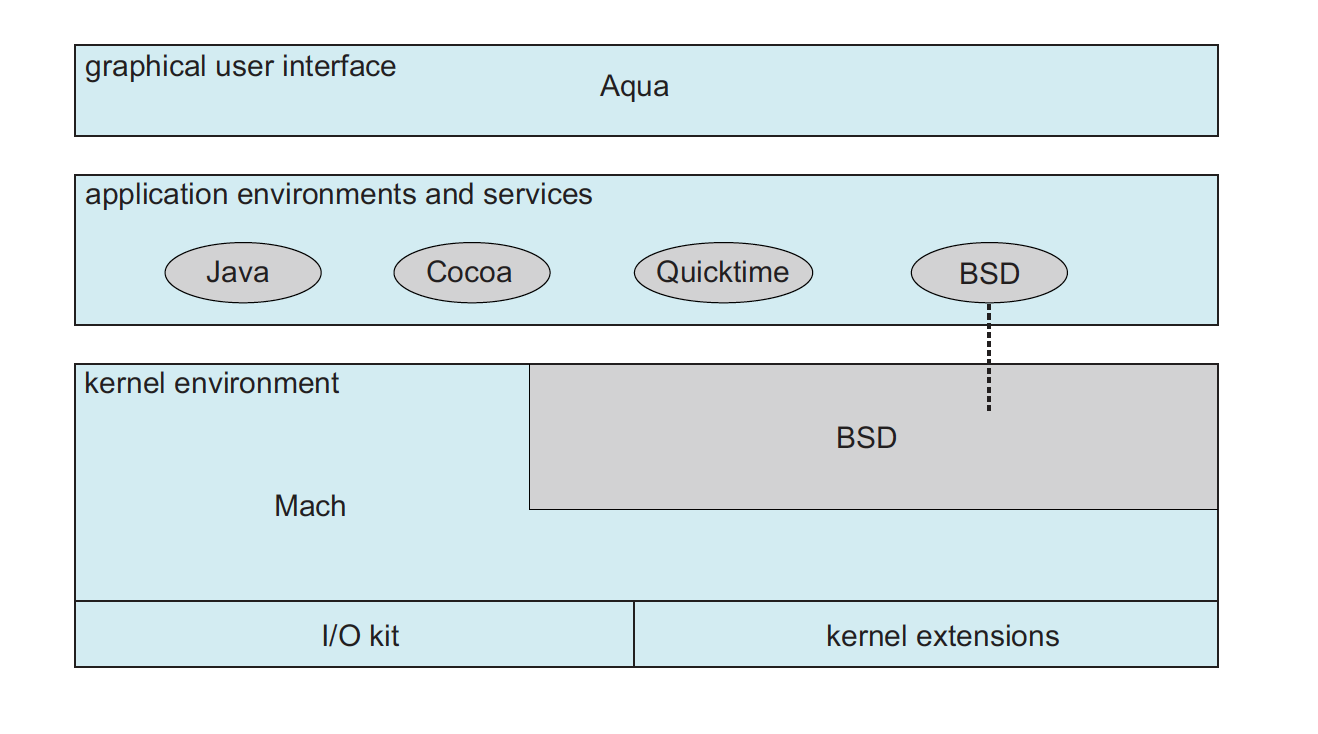 graphical user interface
Aqua
application environments and services
Java
Cocoa
Quicktime
BSD
kernel environment
BSD
Mach
I/O kit
kernel extensions